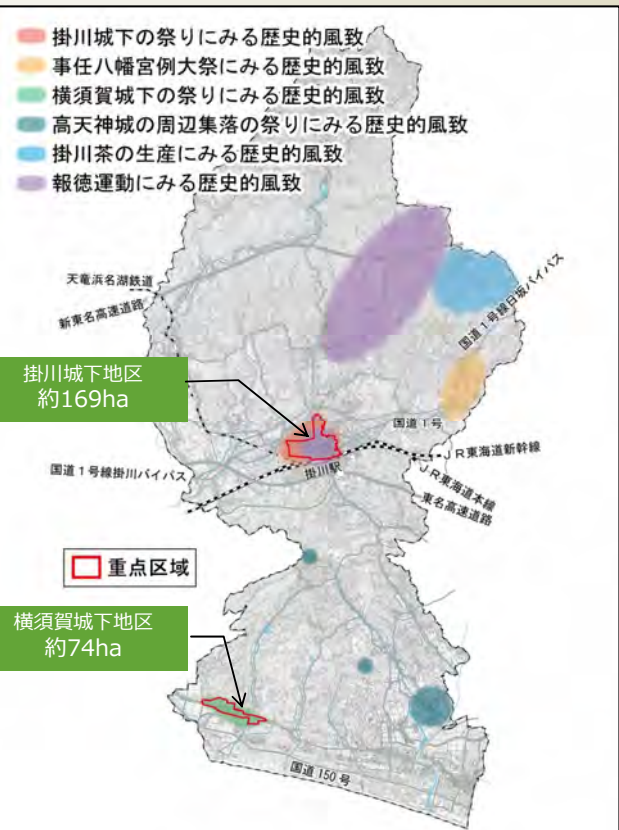 掛川城下の祭りにみる歴史的風致
事任八幡宮例大祭にみる歴史的風致
横須賀城下の祭りにみる歴史的風致
高天神城の周辺集落の祭りにみる歴史的風致
掛川茶の生産にみる歴史的風致
報徳運動にみる歴史的風致
天竜浜名湖鉄道
新東名高速道路
国道1号線日坂バイパス
掛川城下地区
約169ha
国道1号
JR東海道新幹線
国道1号線掛川バイパス
掛川駅
JR東海道本線
東名高速道路
重点区域
横須賀城下地区
約74ha
国道150号